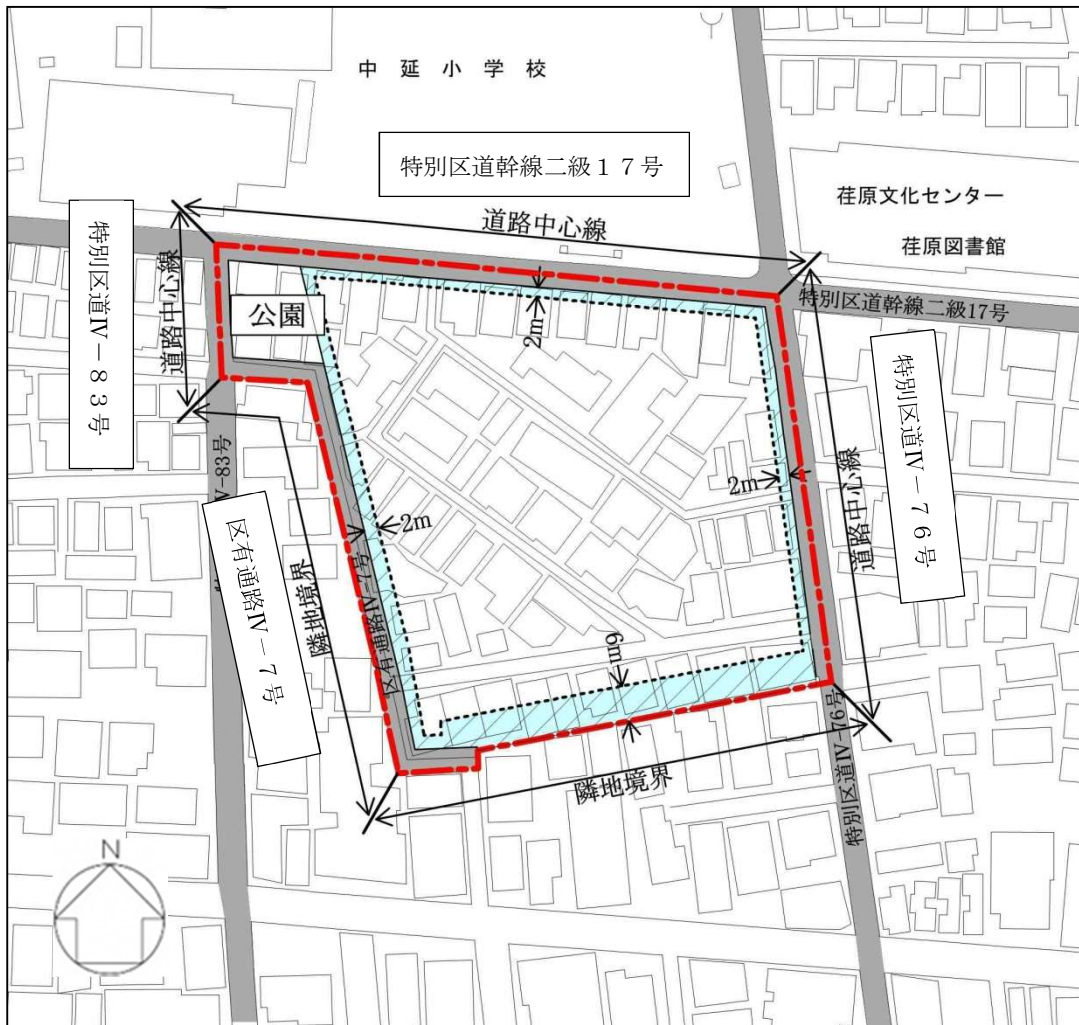 中延小学校
特別区道幹線二級１７号
荏原文化センター
荏原図書館
道路中心線
特別区道Ⅳ－８３号
道路中心線
公園
2m
特別区道幹線二級17号
特別区道Ⅳ－７６号
道路中心線
2m
2m
Ⅳ-83号
区有通路Ⅳ－７号
隣地境界
区有通路Ⅳ-7号
6m
特別区道Ⅳ-76号
隣地境界
N